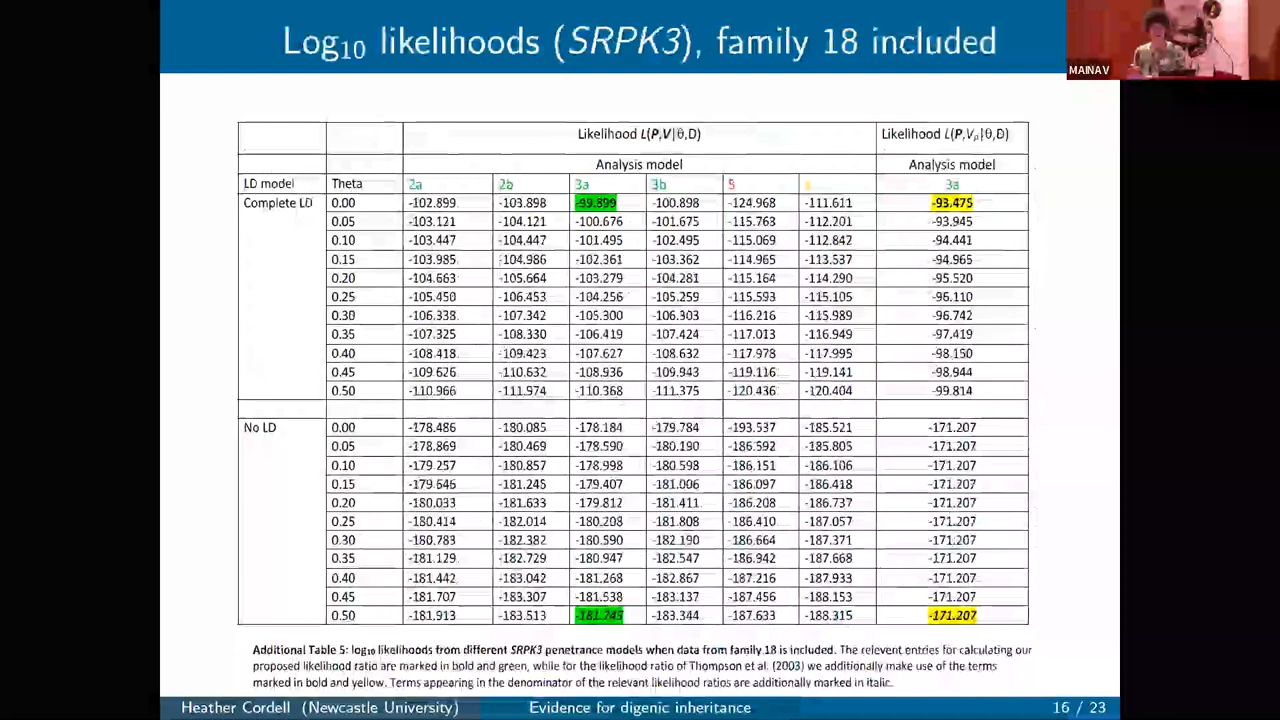 Log10 likelihoods (SRPK3), family 18 included
MAINAV
Likelihood L(P,V|θ,D) Likelihood L(P,Vₚ|θ,D)
Analysis model Analysis model
LD model Theta 2a 2b 3a 3b 5 3a
Complete LD 0.00 -102.899 -103.898 -99.899 -100.898 -124.968 -111.611 -93.475
0.05 -103.121 -104.121 -100.676 -101.675 -115.763 -112.201 -93.945
0.10 -103.447 -104.447 -101.495 -102.495 -115.069 -112.842 -94.441
0.15 -103.985 -104.986 -102.361 -103.362 -114.965 -113.537 -94.965
0.20 -104.663 -105.664 -103.279 -104.281 -115.164 -114.290 -95.520
0.25 -105.450 -106.453 -104.256 -105.259 -115.593 -115.105 -96.110
0.30 -106.338 -107.342 -105.300 -106.303 -116.216 -115.989 -96.742
0.35 -107.325 -108.330 -106.419 -107.424 -117.013 -116.949 -97.419
0.40 -108.418 -109.423 -107.627 -108.632 -117.978 -117.995 -98.150
0.45 -109.626 -110.632 -108.936 -109.943 -119.116 -119.141 -98.944
0.50 -110.966 -111.974 -110.368 -111.375 -120.436 -120.404 -99.814
No LD 0.00 -178.486 -180.085 -178.184 -179.784 -193.537 -185.521 -171.207
0.05 -178.869 -180.469 -178.590 -180.190 -186.592 -185.805 -171.207
0.10 -179.257 -180.857 -178.998 -180.598 -186.151 -186.106 -171.207
0.15 -179.646 -181.245 -179.407 -181.006 -186.097 -186.418 -171.207
0.20 -180.033 -181.633 -179.812 -181.411 -186.208 -186.737 -171.207
0.25 -180.414 -182.014 -180.208 -181.808 -186.410 -187.057 -171.207
0.30 -180.783 -182.382 -180.590 -182.190 -186.664 -187.371 -171.207
0.35 -181.129 -182.729 -180.947 -182.547 -186.942 -187.668 -171.207
0.40 -181.442 -183.042 -181.268 -182.867 -187.216 -187.933 -171.207
0.45 -181.707 -183.307 -181.538 -183.137 -187.456 -188.153 -171.207
0.50 -181.913 -183.513 -181.745 -183.344 -187.633 -188.315 -171.207
Additional Table 5: log10 likelihoods from different SRPK3 penetrance models when data from family 18 is included. The relevent entries for calculating our
proposed likelihood ratio are marked in bold and green, while for the likelihood ratio of Thompson et al. (2003) we additionally make use of the terms
marked in bold and yellow. Terms appearing in the denominator of the relevant likelihood ratios are additionally marked in italic.
Heather Cordell (Newcastle University) Evidence for digenic inheritance 16 / 23